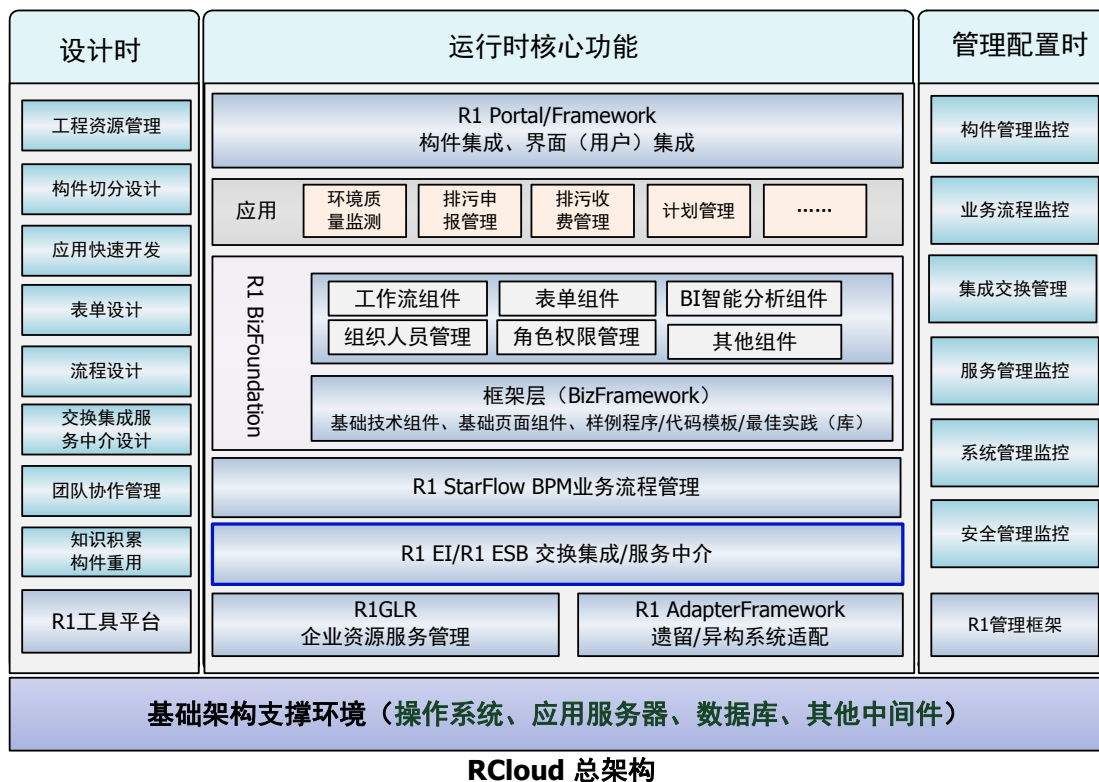 设计时
工程资源管理
构件切分设计
应用快速开发
表单设计
流程设计
交换集成服
务中介设计
团队协作管理
知识积累
构件重用
R1工具平台
运行时核心功能
R1 Portal/Framework
构件集成、界面（用户）集成
应用
环境质
量监测
排污申
报管理
排污收
费管理
计划管理
……
R1 BizFoundation
工作流组件
表单组件
BI智能分析组件
组织人员管理
角色权限管理
其他组件
框架层（BizFramework）
基础技术组件、基础页面组件、样例程序/代码模板/最佳实践（库）
R1 StarFlow BPM业务流程管理
R1 EI/R1 ESB 交换集成/服务中介
R1GLR
企业资源服务管理
R1 AdapterFramework
遗留/异构系统适配
管理配置时
构件管理监控
业务流程监控
集成交换管理
服务管理监控
系统管理监控
安全管理监控
R1管理框架
基础架构支撑环境（操作系统、应用服务器、数据库、其他中间件）
RCloud 总架构